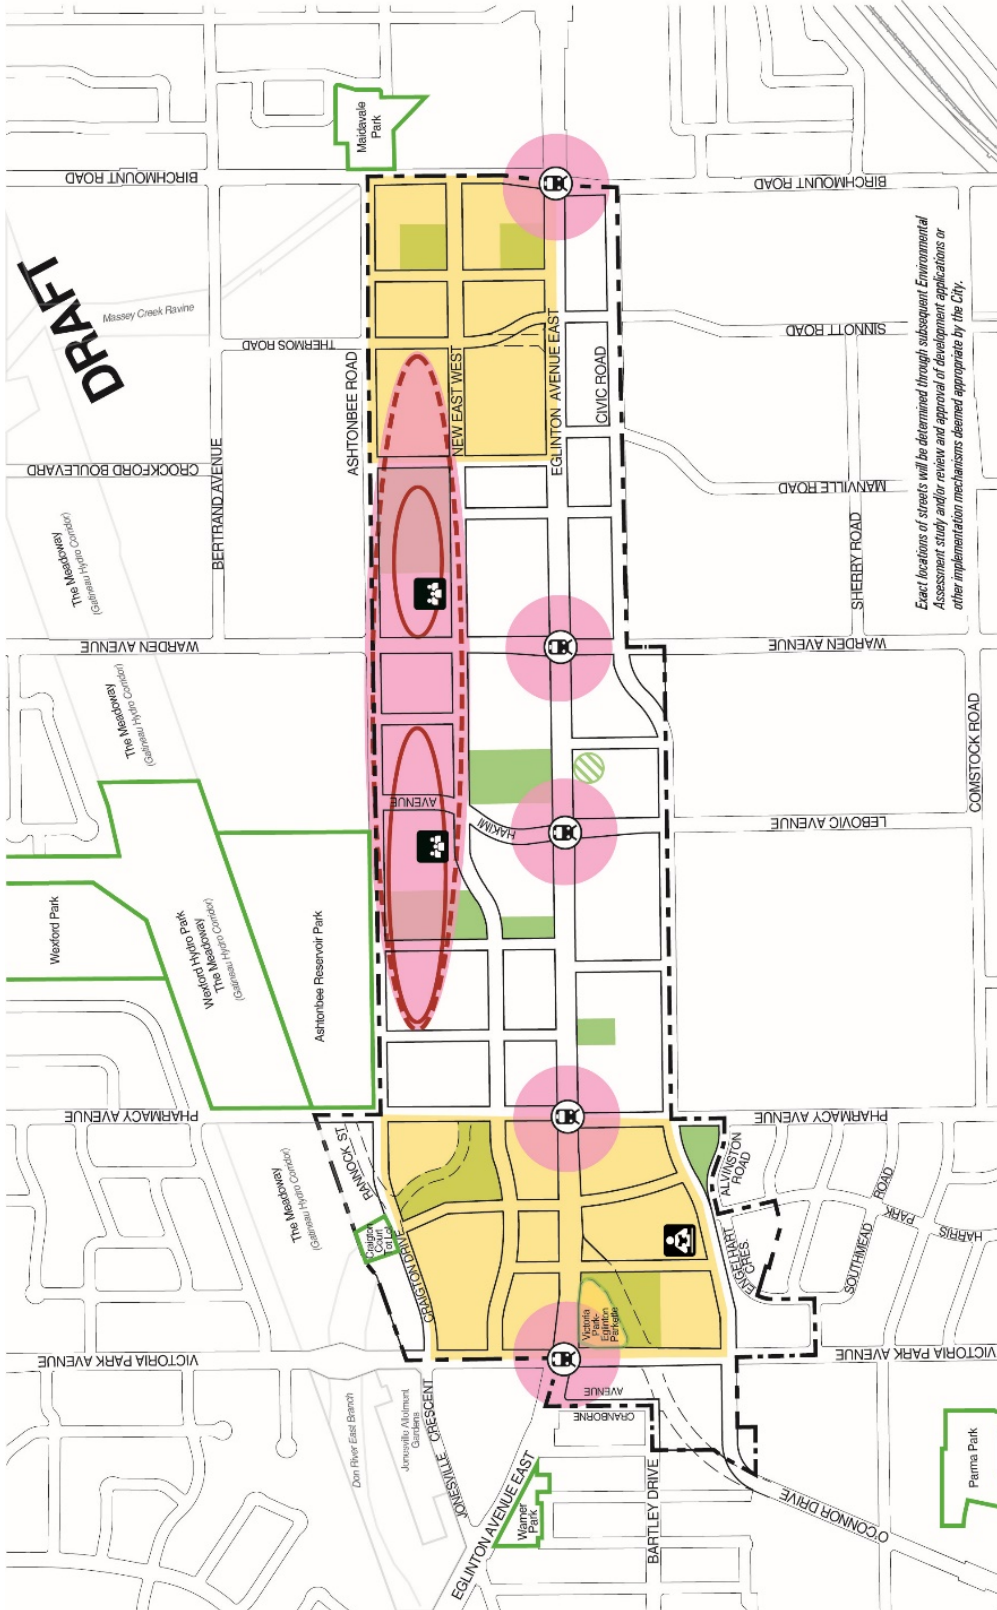 Wexford Park
DRAFT
VICTORIA PARK AVENUE
PHARMACY AVENUE
WARDEN AVENUE
CROCKFORD BOULEVARD
BIRCHMOUNT ROAD
The Meadoway
(Gatineau Hydro Corridor)
The Meadoway
(Gatineau Hydro Corridor)
Massey Creek Ravine
Wexford Hydro Park
The Meadoway
(Gatineau Hydro Corridor)
BERTRAND AVENUE
The Meadoway
(Gatineau Hydro Corridor)
THERMOS ROAD
Ashtonbee Reservoir Park
RANNOCK ST.
ASHTONBEE ROAD
Maidavale
Park
Don River East Branch
Craigton
Court
Tot Lot
Jonesville Allotment
Gardens
CRAIGTON DRIVE
JONESVILLE CRESCENT
HAKIMI
AVENUE
NEW EAST WEST
EGLINTON AVENUE EAST
EGLINTON AVENUE EAST
Warner
Park
CIVIC ROAD
Victoria
Park-
Eglinton
Parkette
CRANBORNE
AVENUE
BARTLEY DRIVE
O'CONNOR DRIVE
ALVINSTON
ROAD
ENGELHART
CRES.
VICTORIA PARK AVENUE
PHARMACY AVENUE
LEBOVIC AVENUE
WARDEN AVENUE
MANVILLE ROAD
SINNOTT ROAD
BIRCHMOUNT ROAD
SOUTHMEAD
ROAD
HARRIS
PARK
SHERRY ROAD
COMSTOCK ROAD
Parma Park
Exact locations of streets will be determined through subsequent Environmental
Assessment study and/or review and approval of development applications or
other implementation mechanisms deemed appropriate by the City.